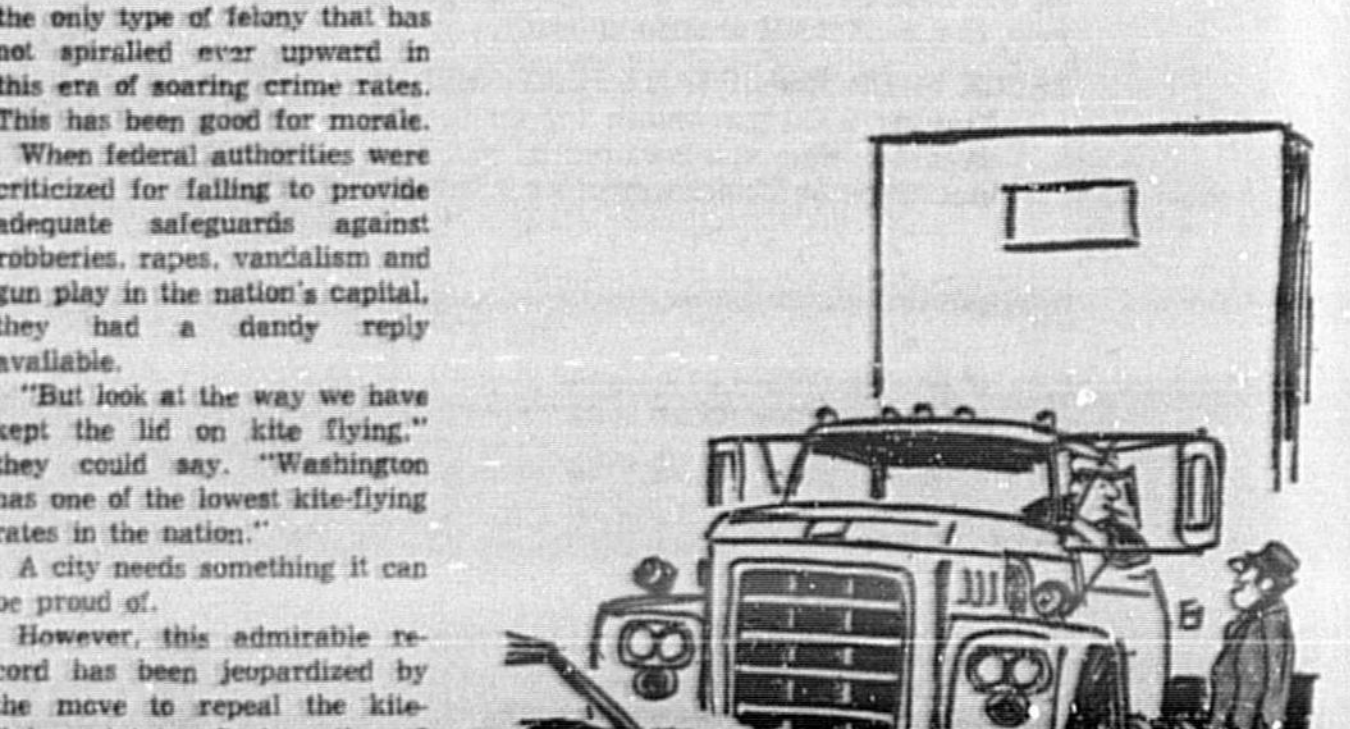 the only type of felony that has
not spiralled ever upward in
this era of soaring crime rates.
This has been good for morale.
When federal authorities were
criticized for failing to provide
adequate safeguards against
robberies, rapes, vandalism and
gun play in the nation's capital,
they had a dandy reply
available.
"But look at the way we have
kept the lid on kite flying,"
they could say. "Washington
has one of the lowest kite-flying
rates in the nation."
A city needs something it can
be proud of.
However, this admirable re-
cord has been jeopardized by
the move to repeal the kite-